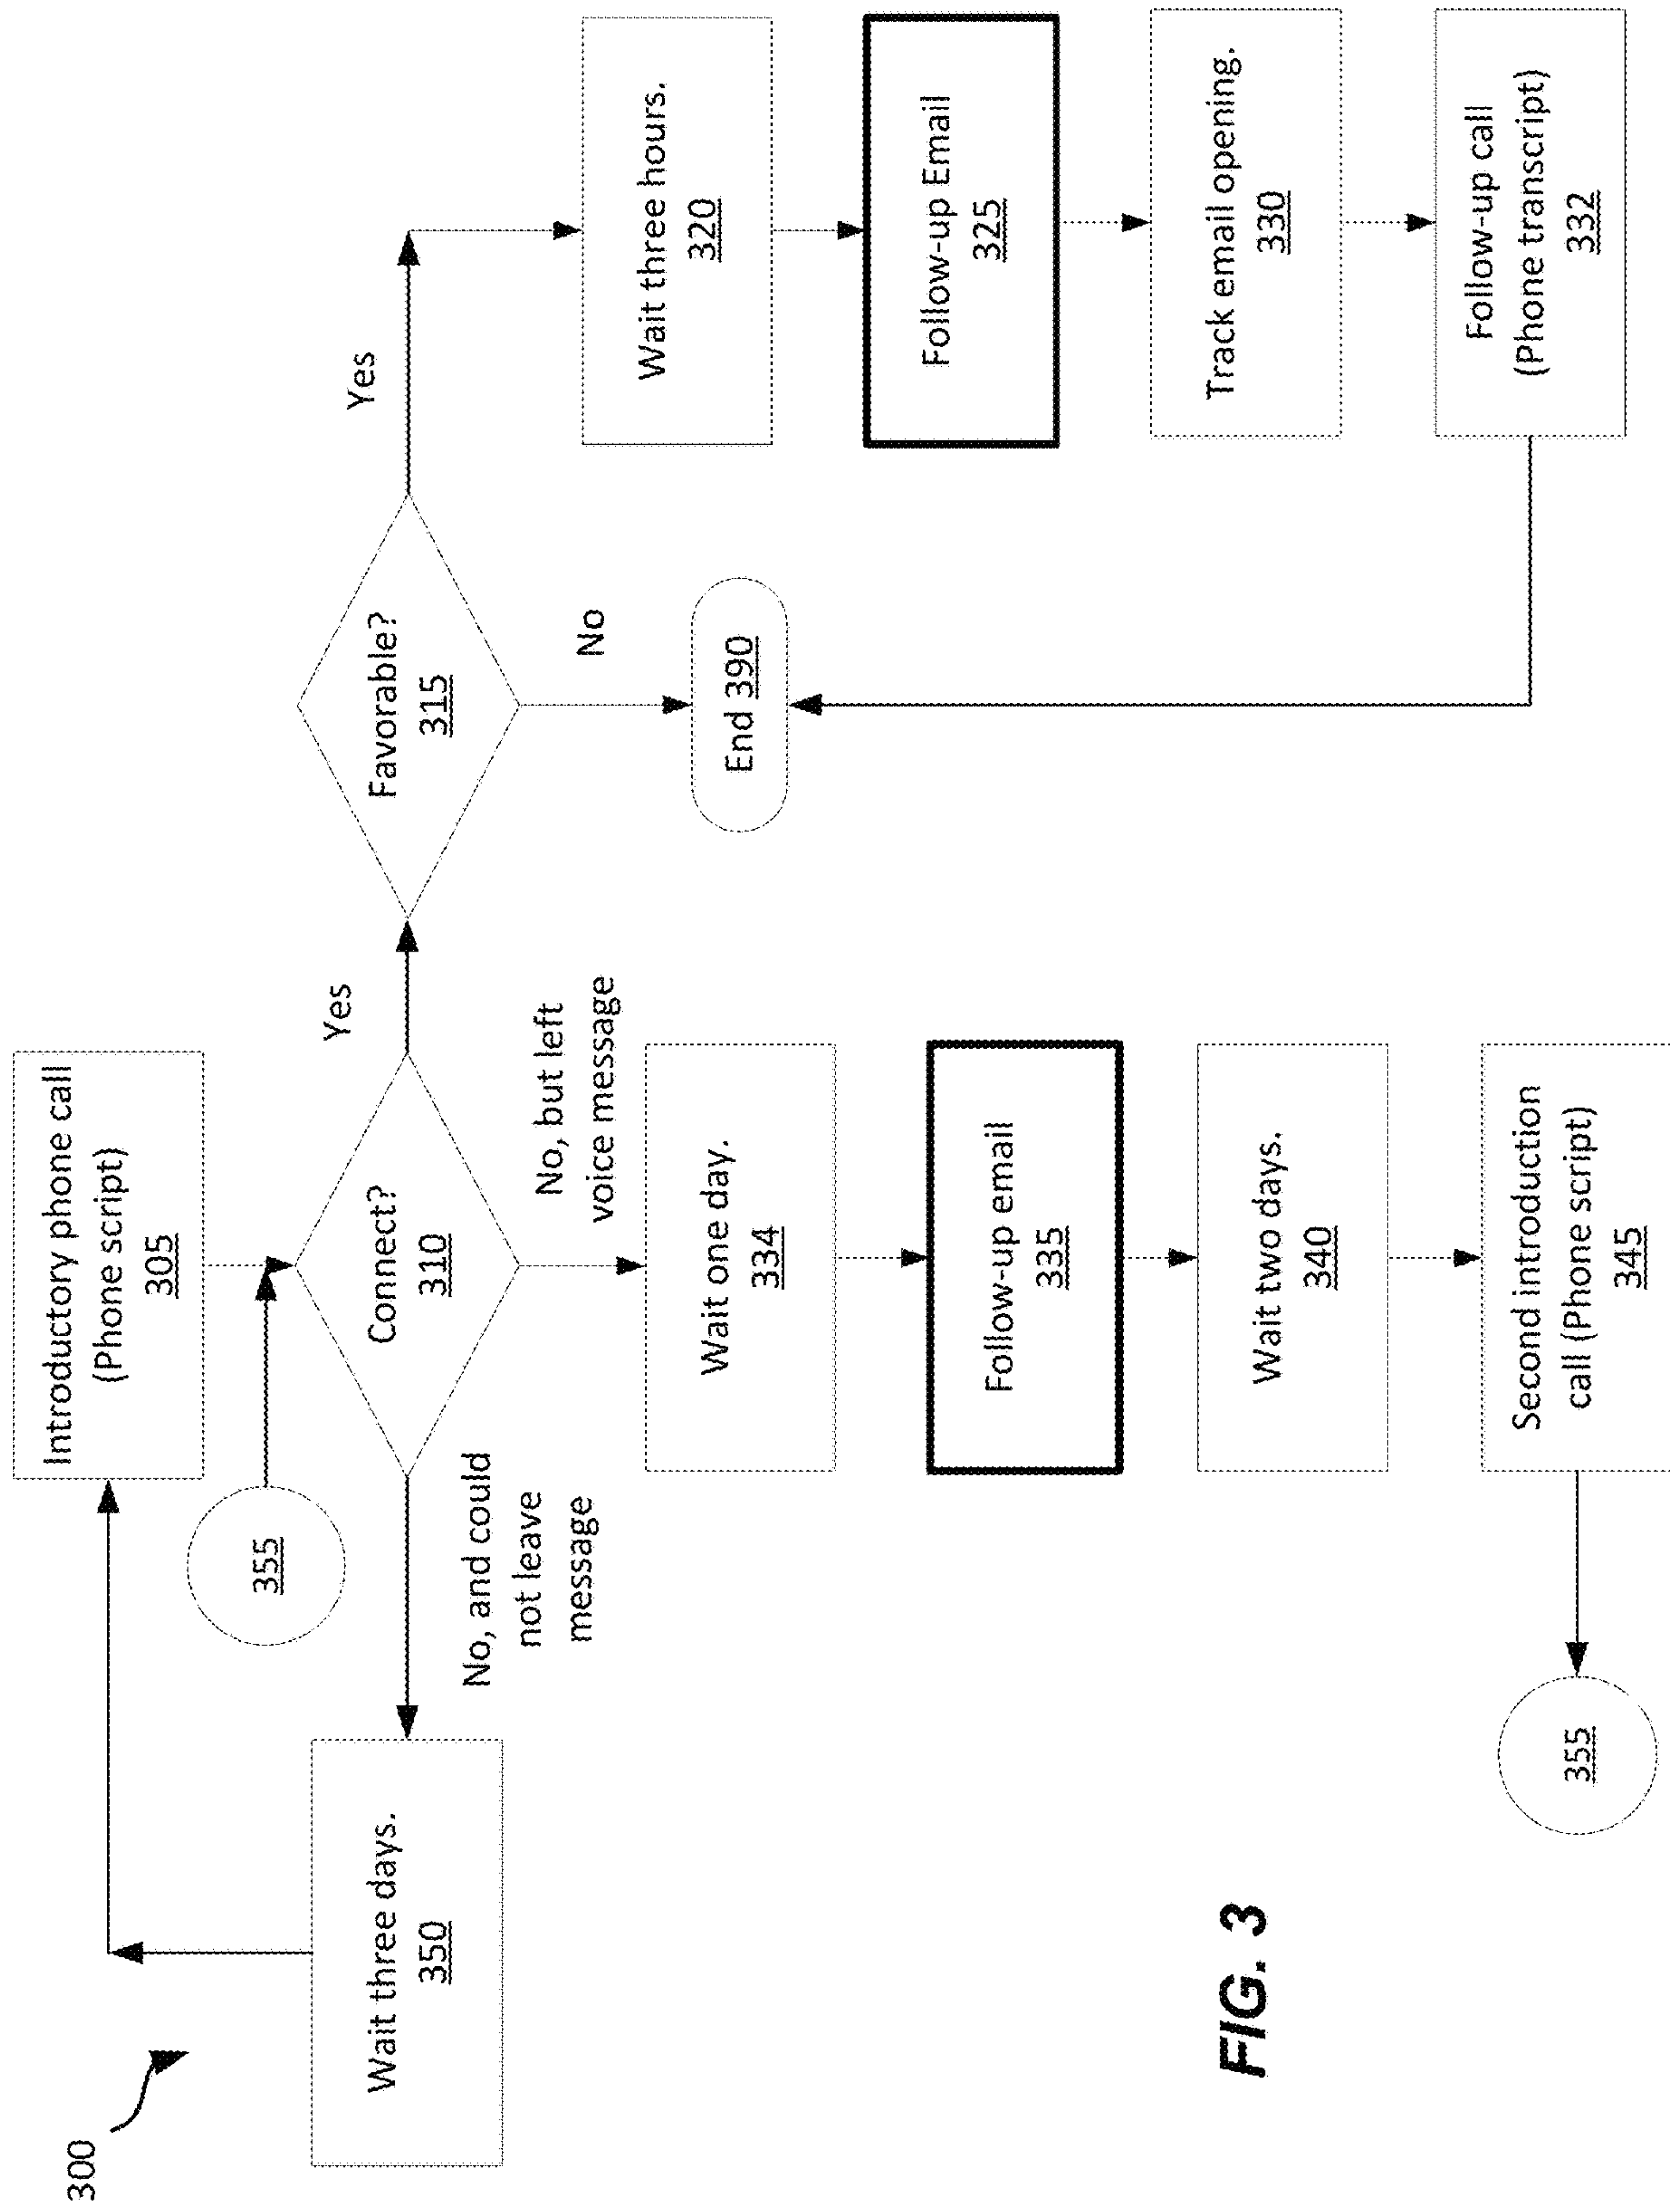 300
Introductory phone call
(Phone script)
305
355
Connect?
310
Yes
Favorable?
315
Yes
No, and could
not leave
message
Wait three days.
350
No, but left
voice message
No
End 390
Wait three hours.
320
Wait one day.
334
Follow-up Email
325
Follow-up email
335
Track email opening.
330
Wait two days.
340
Follow-up call
(Phone transcript)
332
Second introduction
call (Phone script)
345
355
FIG. 3